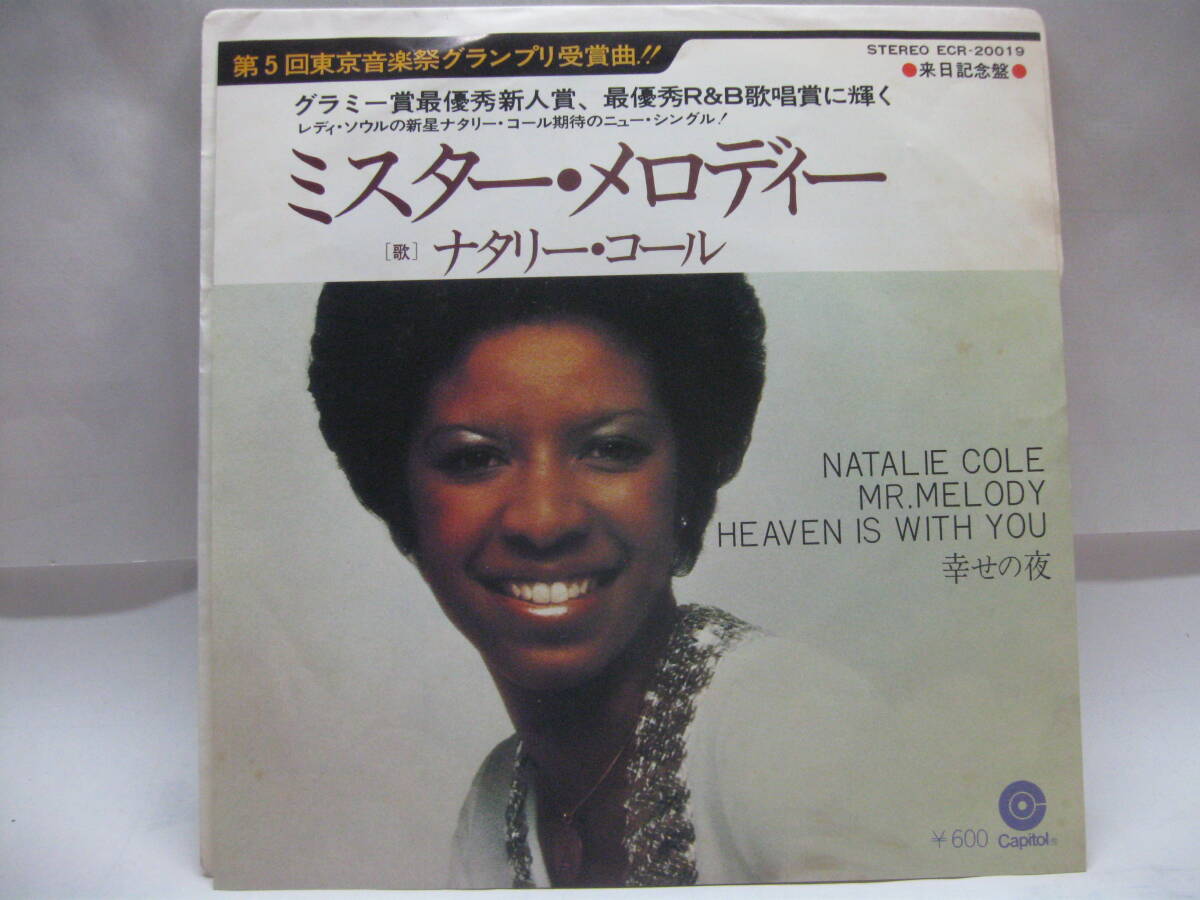 第5回東京音楽祭グランプリ受賞曲!!
STEREO ECR-20019
●来日記念盤●
グラミー賞最優秀新人賞、最優秀R&B歌唱賞に輝く
レディ・ソウルの新星ナタリー・コール期待のニュー・シングル!
ミスター・メロディー
[歌] ナタリー・コール
NATALIE COLE
MR.MELODY
HEAVEN IS WITH YOU
幸せの夜
¥600 Capitol®